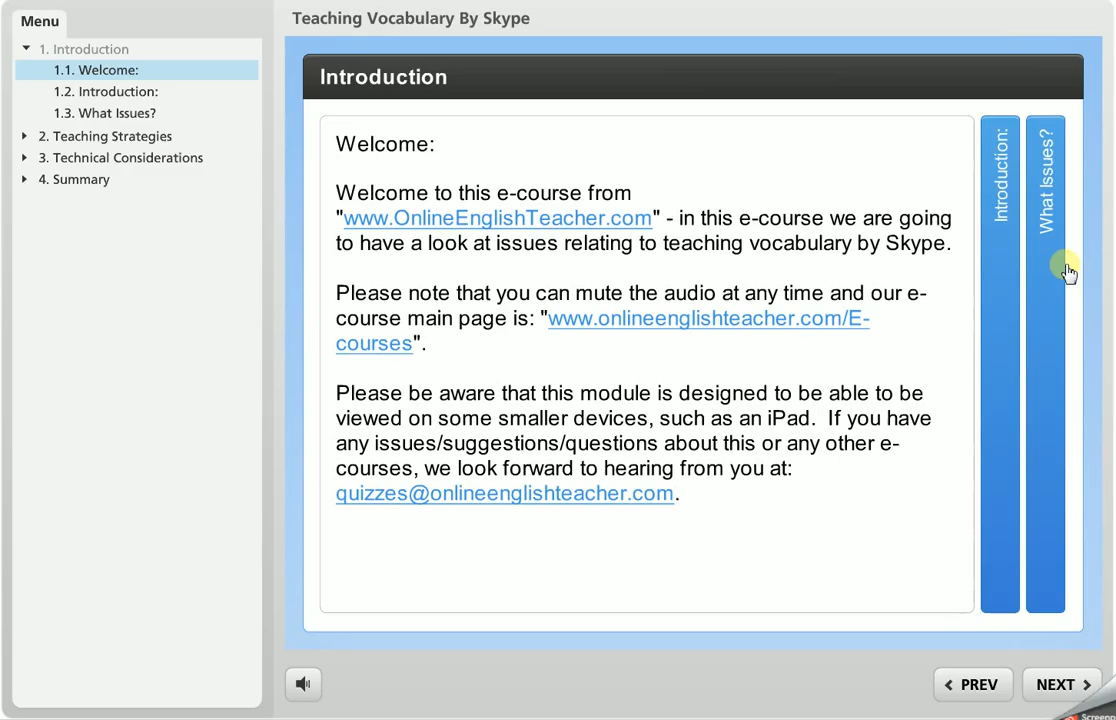 Menu
1. Introduction
1.1. Welcome:
1.2. Introduction:
1.3. What Issues?
2. Teaching Strategies
3. Technical Considerations
4. Summary
Teaching Vocabulary By Skype
Introduction
Welcome:
Welcome to this e-course from
"www.OnlineEnglishTeacher.com" - in this e-course we are going
to have a look at issues relating to teaching vocabulary by Skype.
Please note that you can mute the audio at any time and our e-
course main page is: "www.onlineenglishteacher.com/E-
courses".
Please be aware that this module is designed to be able to be
viewed on some smaller devices, such as an iPad.  If you have
any issues/suggestions/questions about this or any other e-
courses, we look forward to hearing from you at:
quizzes@onlineenglishteacher.com.
Introduction:
What Issues?
PREV
NEXT